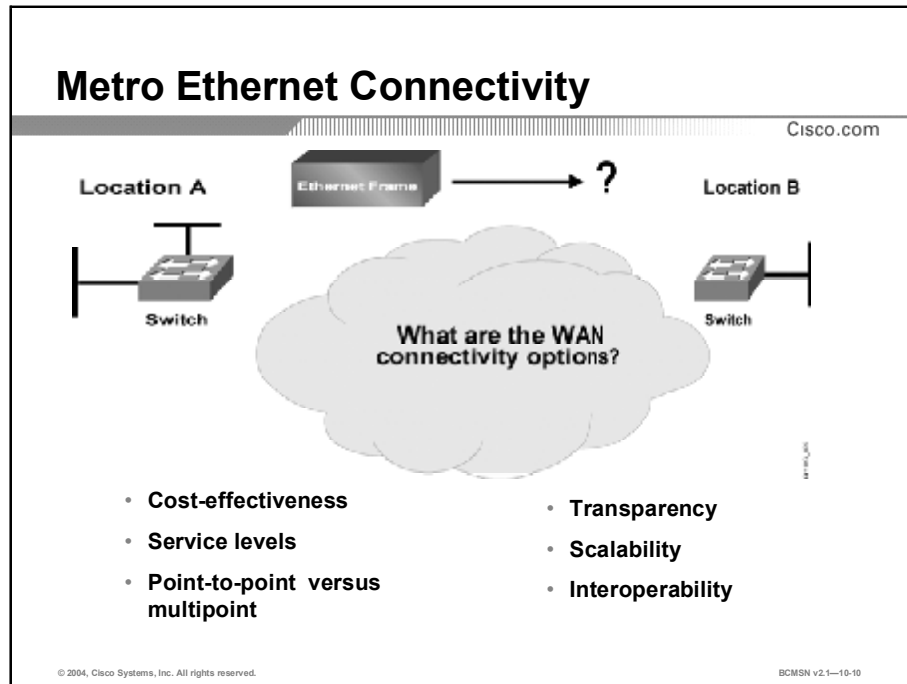 Metro Ethernet Connectivity
Cisco.com
Location A
Ethernet Frame
?
Location B
Switch
Switch
What are the WAN
connectivity options?
• Cost-effectiveness
• Service levels
• Point-to-point versus
multipoint
• Transparency
• Scalability
• Interoperability
© 2004, Cisco Systems, Inc. All rights reserved.
BCMSN v2.1—10-10